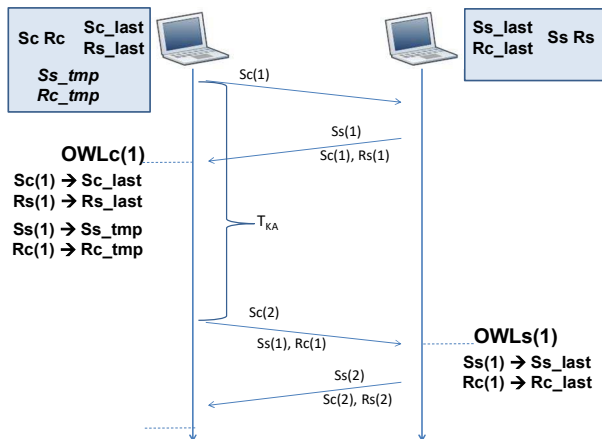 Sc Rc Sc_last
Rs_last
Ss_tmp
Rc_tmp
Ss_last
Rc_last Ss Rs
Sc(1)
Ss(1)
Sc(1), Rs(1)
OWLc(1)
Sc(1) → Sc_last
Rs(1) → Rs_last
Ss(1) → Ss_tmp
Rc(1) → Rc_tmp
TKA
Sc(2)
Ss(1), Rc(1)
OWLs(1)
Ss(1) → Ss_last
Rc(1) → Rc_last
Ss(2)
Sc(2), Rs(2)